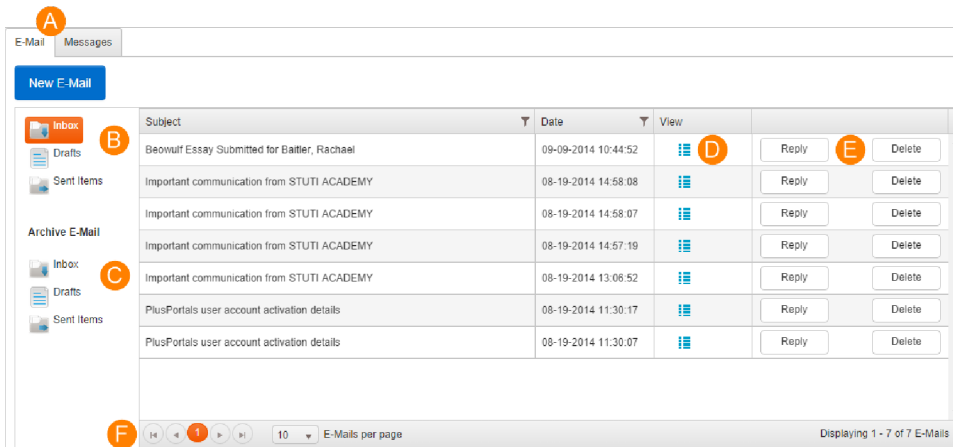 A
E-Mail Messages
New E-Mail
Inbox
B
Drafts
Sent Items
Archive E-Mail
Inbox
C
Drafts
Sent Items
Subject Date View
Beowulf Essay Submitted for Baitler, Rachael 09-09-2014 10:44:52 D Reply E Delete
Important communication from STUTI ACADEMY 08-19-2014 14:58:08 Reply Delete
Important communication from STUTI ACADEMY 08-19-2014 14:58:07 Reply Delete
Important communication from STUTI ACADEMY 08-19-2014 14:57:19 Reply Delete
Important communication from STUTI ACADEMY 08-19-2014 13:06:52 Reply Delete
PlusPortals user account activation details 08-19-2014 11:30:17 Reply Delete
PlusPortals user account activation details 08-19-2014 11:30:07 Reply Delete
F 1 10 E-Mails per page Displaying 1 - 7 of 7 E-Mails